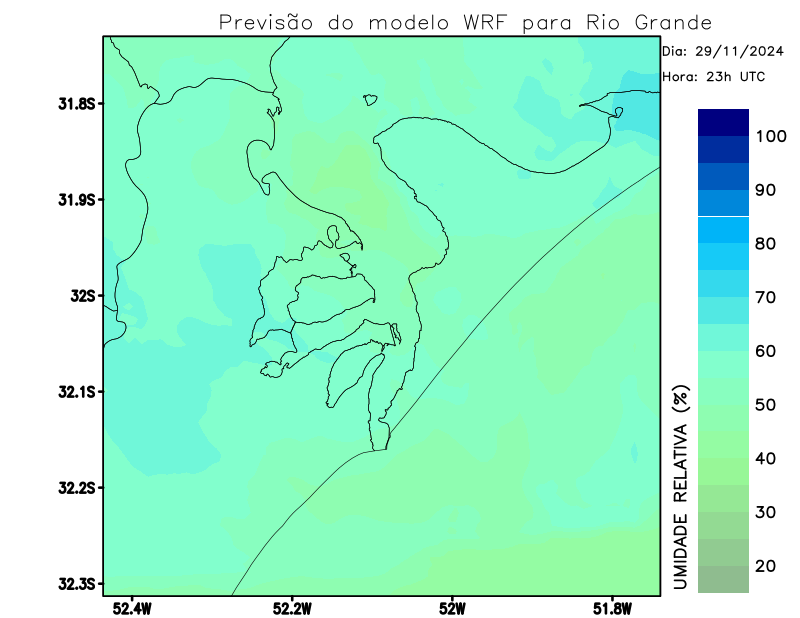 Previsão do modelo WRF para Rio Grande
Dia: 29/11/2024
Hora: 23h UTC
31.8S
31.9S
32S
32.1S
32.2S
32.3S
52.4W
52.2W
52W
51.8W
100
90
80
70
60
50
40
30
20
UMIDADE RELATIVA (%)